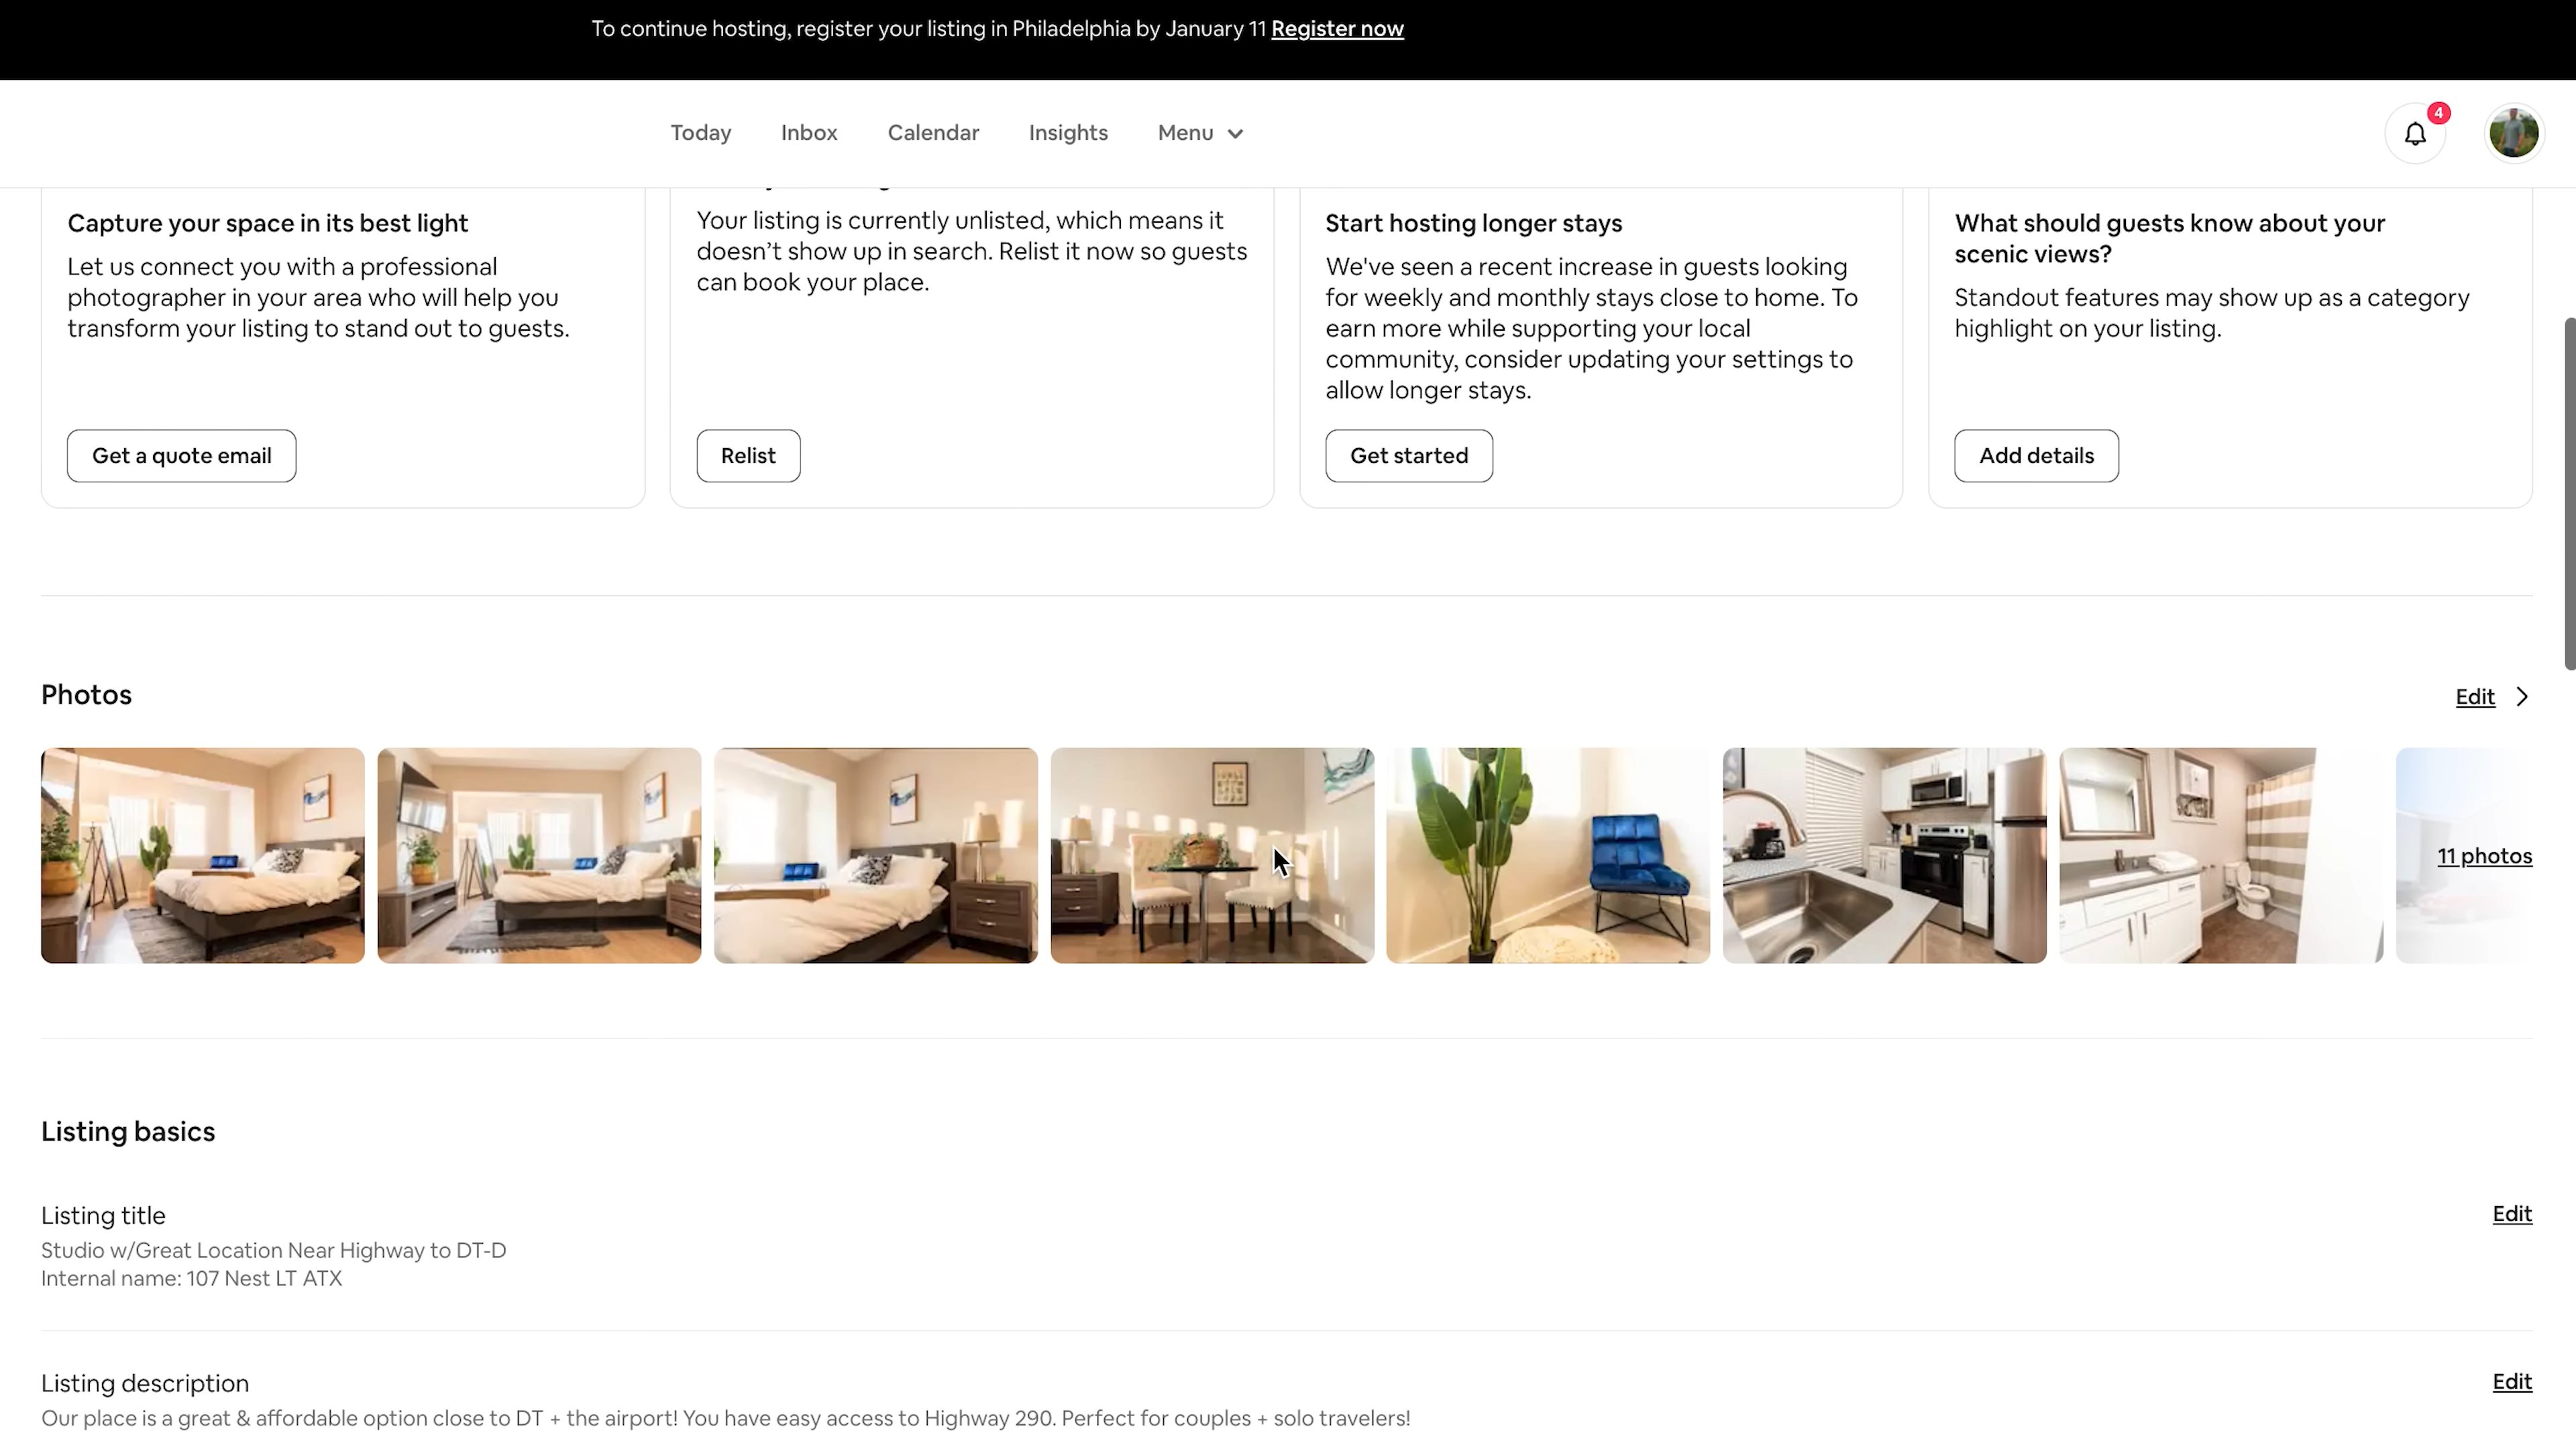 To continue hosting, register your listing in Philadelphia by January 11 Register now
Today
Inbox
Calendar
Insights
Menu
4
Capture your space in its best light
Let us connect you with a professional
photographer in your area who will help you
transform your listing to stand out to guests.
Get a quote email
Your listing is currently unlisted, which means it
doesn’t show up in search. Relist it now so guests
can book your place.
Relist
Start hosting longer stays
We've seen a recent increase in guests looking
for weekly and monthly stays close to home. To
earn more while supporting your local
community, consider updating your settings to
allow longer stays.
Get started
What should guests know about your
scenic views?
Standout features may show up as a category
highlight on your listing.
Add details
Photos
Edit
11 photos
Listing basics
Listing title
Edit
Studio w/Great Location Near Highway to DT-D
Internal name: 107 Nest LT ATX
Listing description
Edit
Our place is a great & affordable option close to DT + the airport! You have easy access to Highway 290. Perfect for couples + solo travelers!